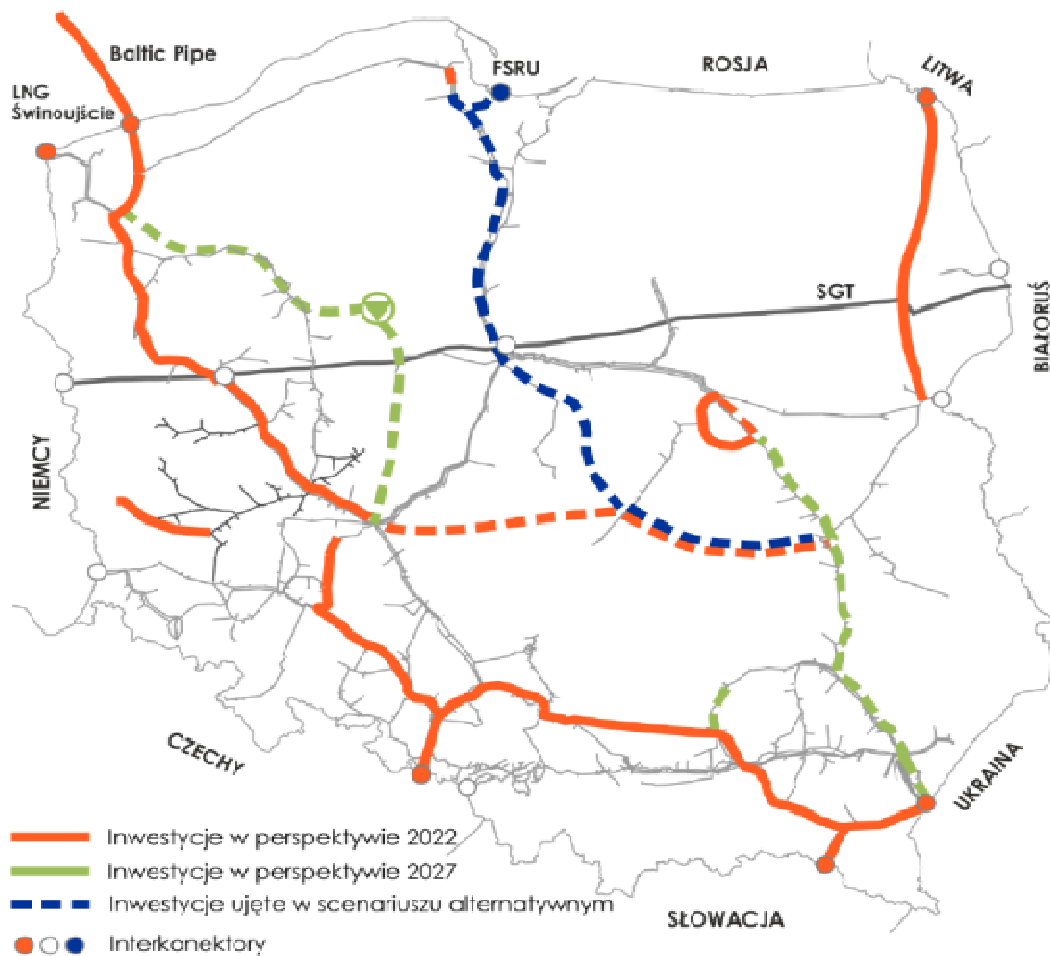 Baltic Pipe
FSRU
ROSJA
LITWA
LNG
Świnoujście
SGT
BIAŁORUŚ
NIEMCY
CZECHY
UKRAINA
SŁOWACJA
Inwestycje w perspektywie 2022
Inwestycje w perspektywie 2027
Inwestycje ujęte w scenariuszu alternatywnym
Interkonektory